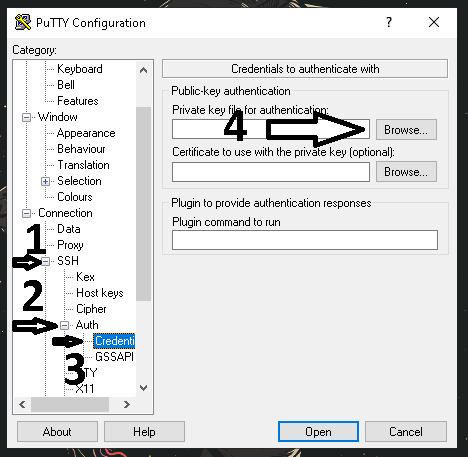 PuTTY Configuration
?
Category:
Keyboard
Bell
Features
Window
Appearance
Behaviour
Translation
Selection
Colours
Connection
Data
1
Proxy
SSH
Kex
2
Host keys
Cipher
Auth
Credenti
3
GSSAPI
TTY
X11
Credentials to authenticate with
Public-key authentication
Private key file for authentication:
4
Browse...
Certificate to use with the private key (optional):
Browse...
Plugin to provide authentication responses
Plugin command to run
About
Help
Open
Cancel